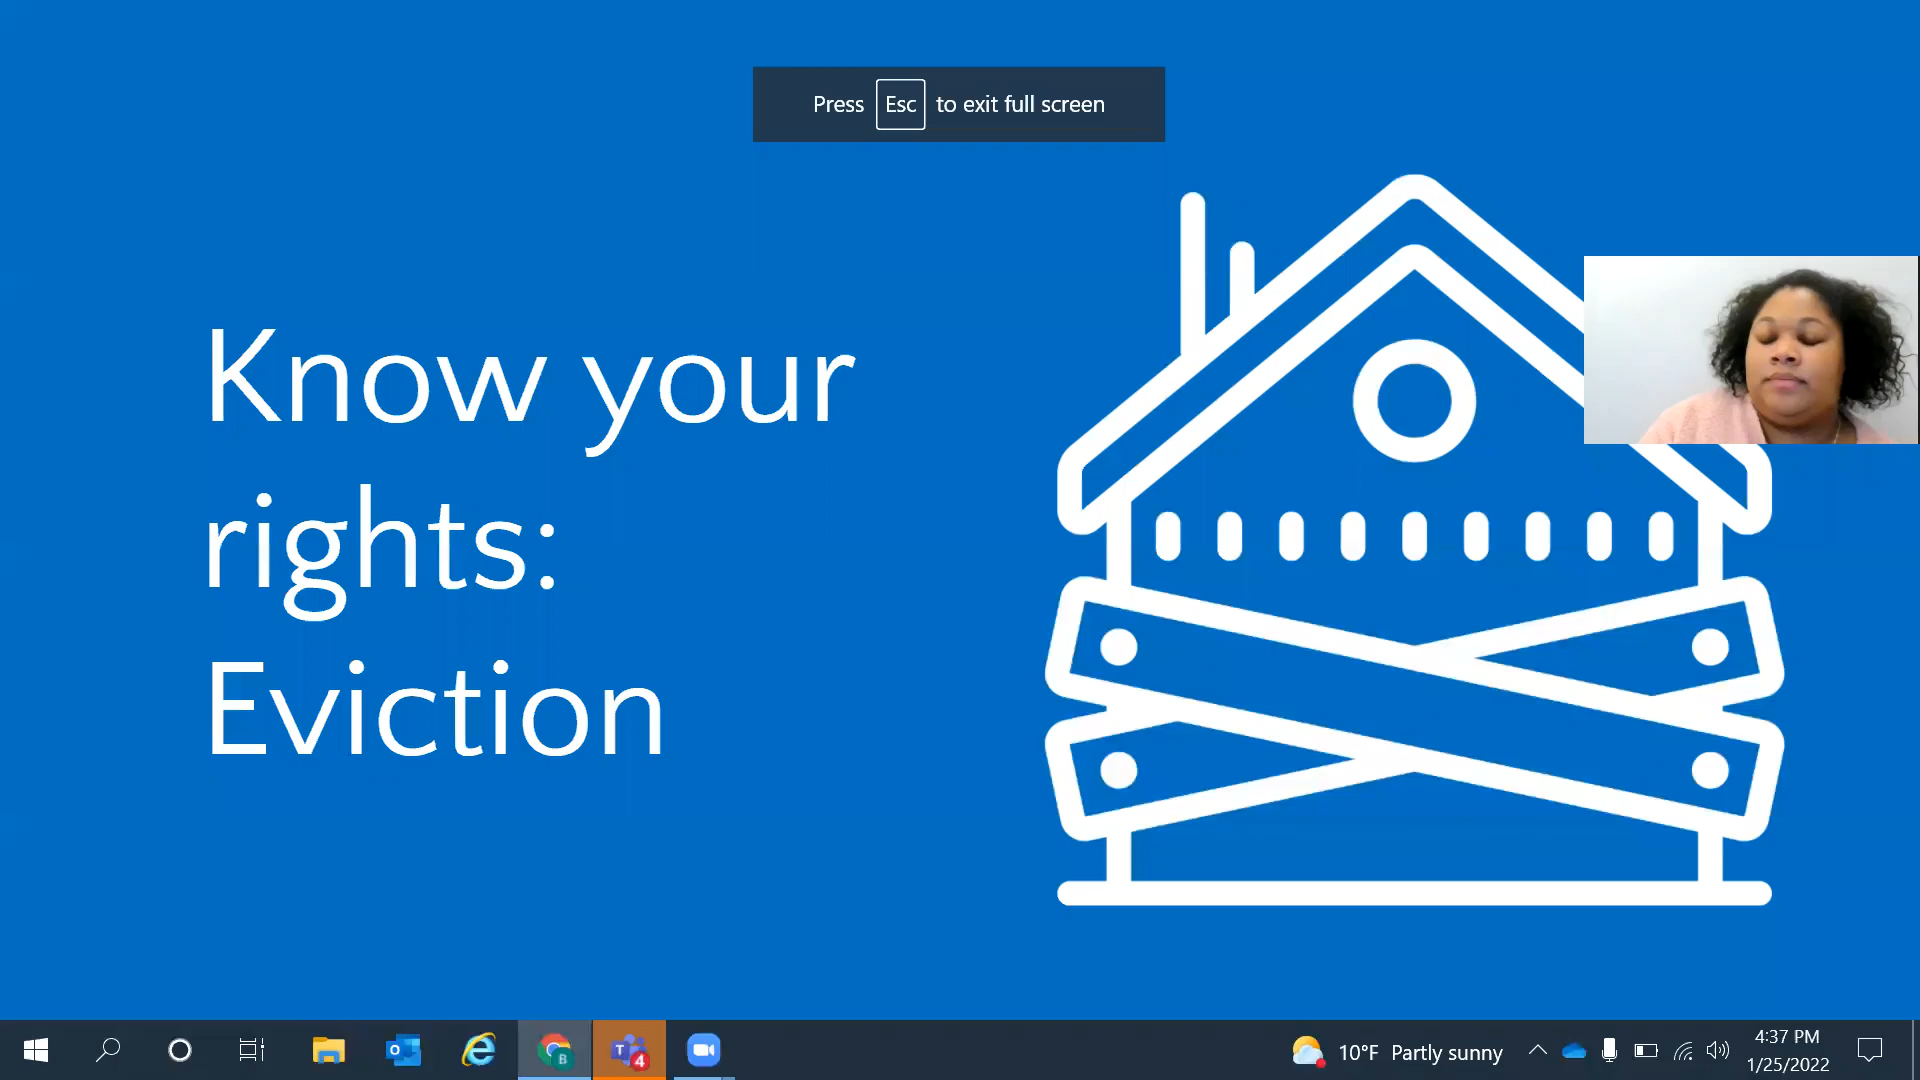 Press Esc to exit full screen
Know your
rights:
Eviction
B
T
4
10°F Partly sunny
4:37 PM
1/25/2022